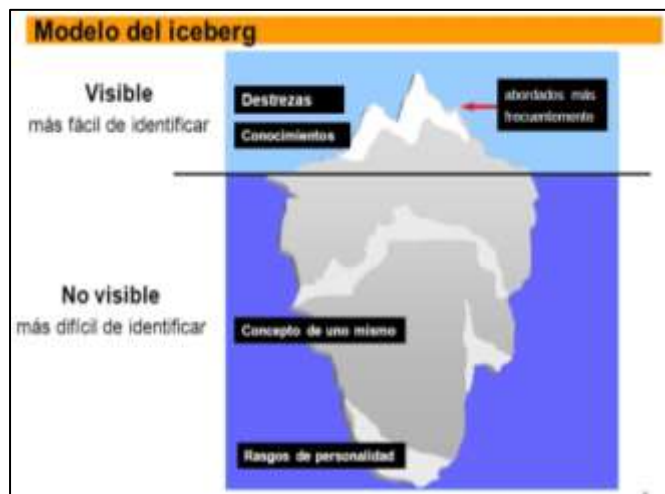 Modelo del iceberg
Visible
más fácil de identificar
Destrezas
Conocimientos
abordados más
frecuentemente
No visible
más difícil de identificar
Concepto de uno mismo
Rasgos de personalidad